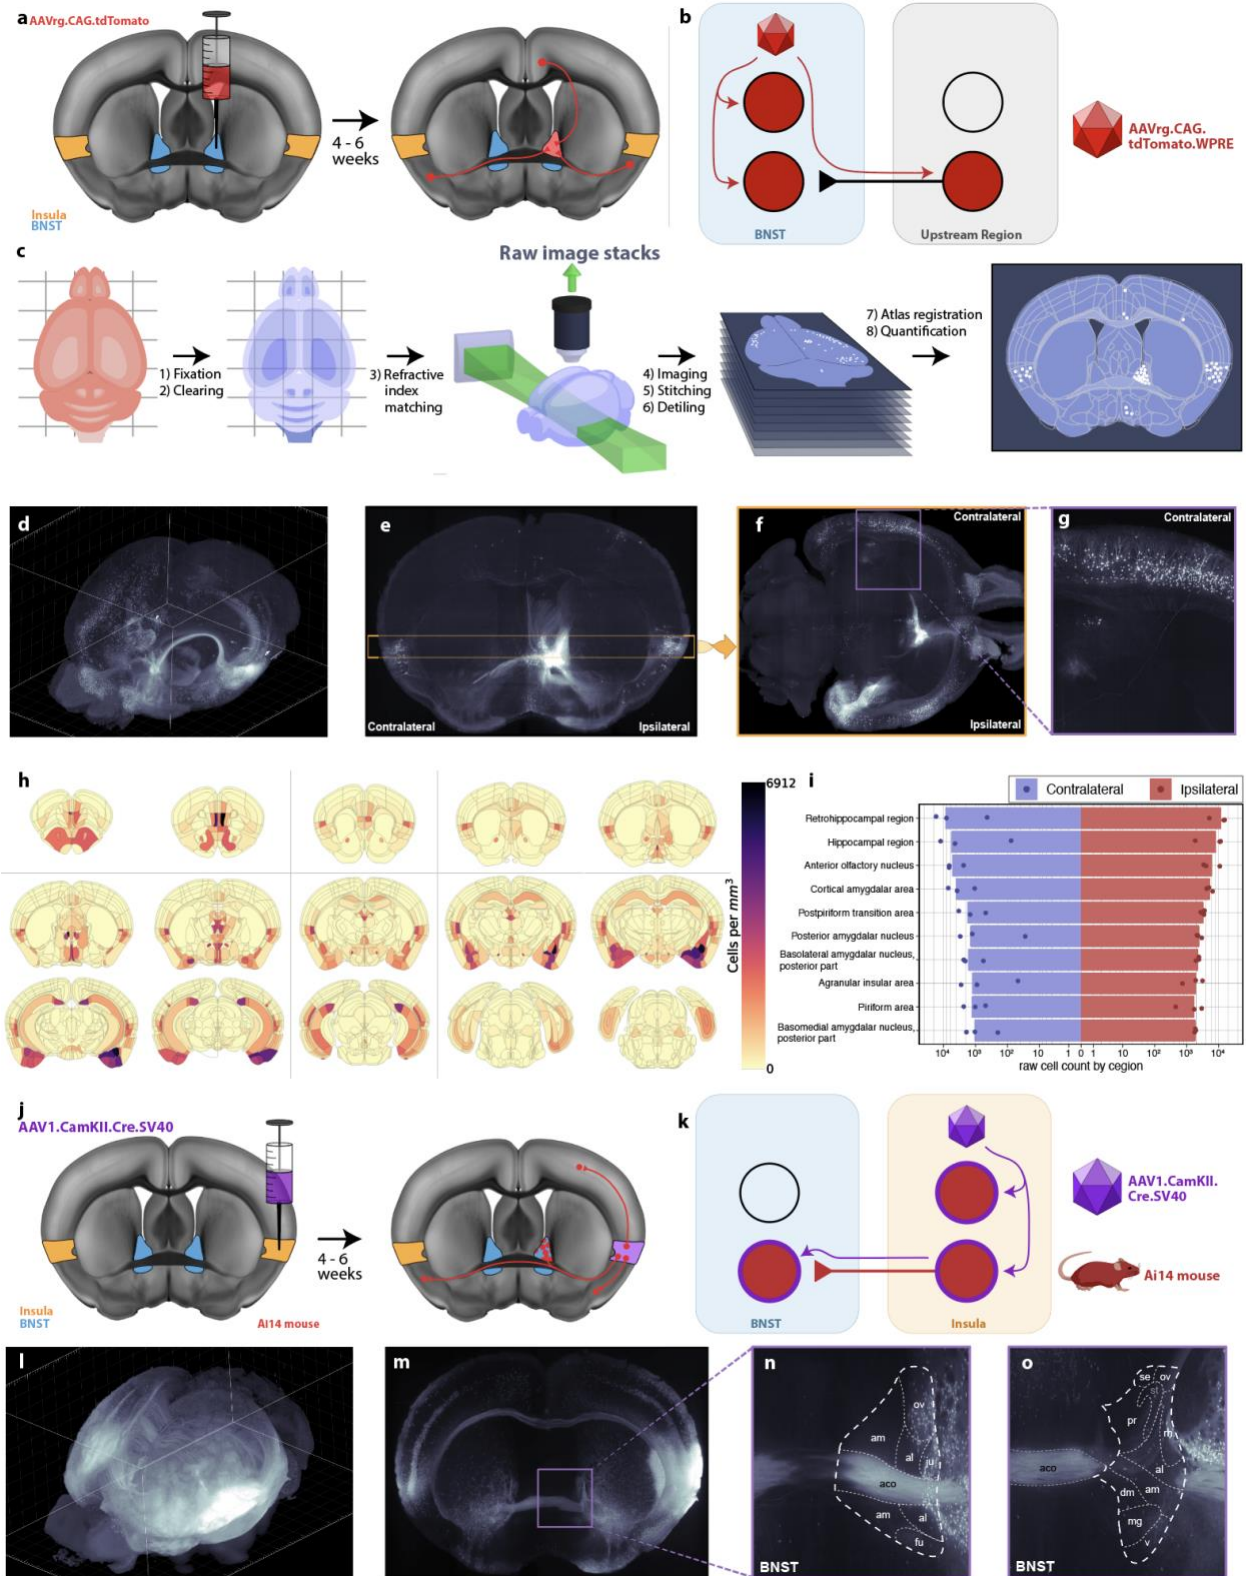 a
AAVrg.CAG.tdTomato
4 - 6
weeks
Insula
BNST
b
BNST
Upstream Region
AAVrg.CAG.
tdTomato.WPRE
c
1) Fixation
2) Clearing
3) Refractive
index
matching
Raw image stacks
4) Imaging
5) Stitching
6) Detiling
7) Atlas registration
8) Quantification
d
e
Contralateral
Ipsilateral
f
Contralateral
Ipsilateral
g
Contralateral
h
6912
Cells per mm³
0
i
Contralateral
Ipsilateral
Retrohippocampal region
Hippocampal region
Anterior olfactory nucleus
Cortical amygdalar area
Postpiriform transition area
Posterior amygdalar nucleus
Basolateral amygdalar nucleus,
posterior part
Agranular insular area
Piriform area
Basomedial amygdalar nucleus,
posterior part
10⁴ 10³ 10² 10 1 0 1 10 10² 10³ 10⁴
raw cell count by cegion
j
AAV1.CamKII.Cre.SV40
4 - 6
weeks
Insula
BNST
Ai14 mouse
k
BNST
Insula
AAV1.CamKII.
Cre.SV40
Ai14 mouse
l
m
n
ov
am
al
ju
aco
am
al
fu
BNST
o
se
ov
st
pr
rh
aco
al
am
dm
mg
v
BNST